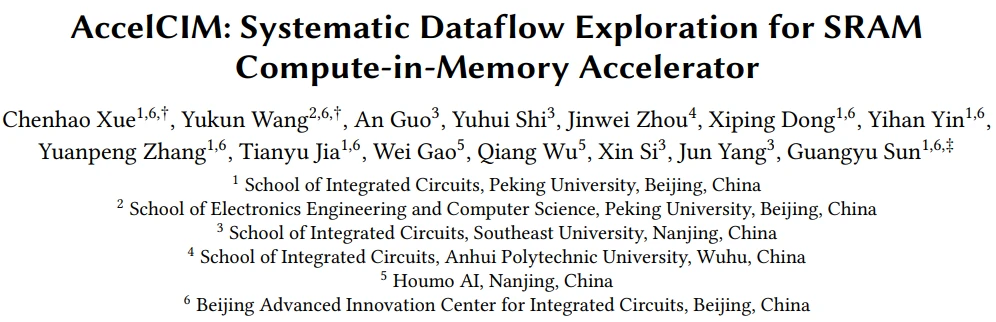 AccelCIM: Systematic Dataflow Exploration for SRAM
Compute-in-Memory Accelerator
Chenhao Xue1,6,†, Yukun Wang2,6,†, An Guo3, Yuhui Shi3, Jinwei Zhou4, Xiping Dong1,6, Yihan Yin1,6,
Yuanpeng Zhang1,6, Tianyu Jia1,6, Wei Gao5, Qiang Wu5, Xin Si3, Jun Yang3, Guangyu Sun1,6,‡
1 School of Integrated Circuits, Peking University, Beijing, China
2 School of Electronics Engineering and Computer Science, Peking University, Beijing, China
3 School of Integrated Circuits, Southeast University, Nanjing, China
4 School of Integrated Circuits, Anhui Polytechnic University, Wuhu, China
5 Houmo AI, Nanjing, China
6 Beijing Advanced Innovation Center for Integrated Circuits, Beijing, China